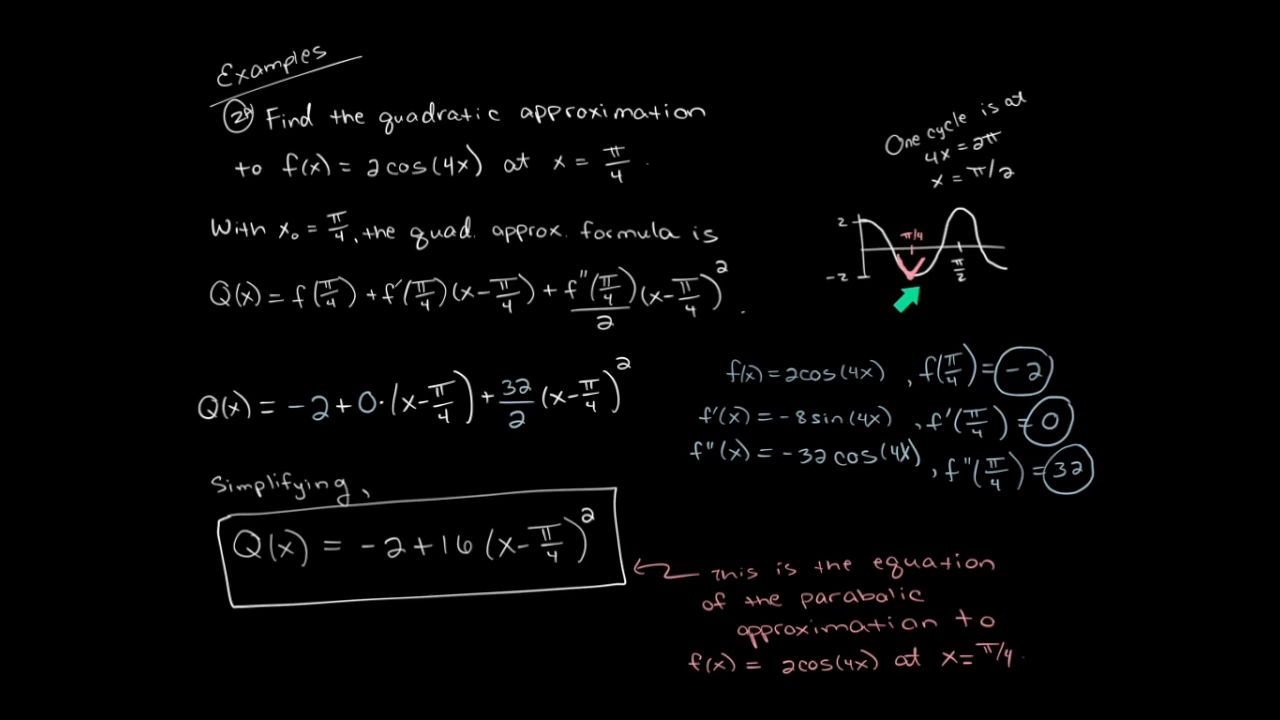 Examples
2) Find the quadratic approximation
to f(x) = 2cos(4x) at x = π/4.
With x₀ = π/4, the quad. approx. formula is
Q(x) = f(π/4) + f'(π/4)(x-π/4) + f"(π/4)/2 (x-π/4)².
Q(x) = -2 + 0·(x-π/4) + 32/2 (x-π/4)²
Simplifying,
Q(x) = -2 + 16 (x-π/4)²
One cycle is at
4x = 2π
x = π/2
2
π/4
-2
π/2
f(x) = 2cos(4x), f(π/4) = -2
f'(x) = -8sin(4x), f'(π/4) = 0
f"(x) = -32cos(4x), f"(π/4) = 32
This is the equation
of the parabolic
approximation to
f(x) = 2cos(4x) at x=π/4.